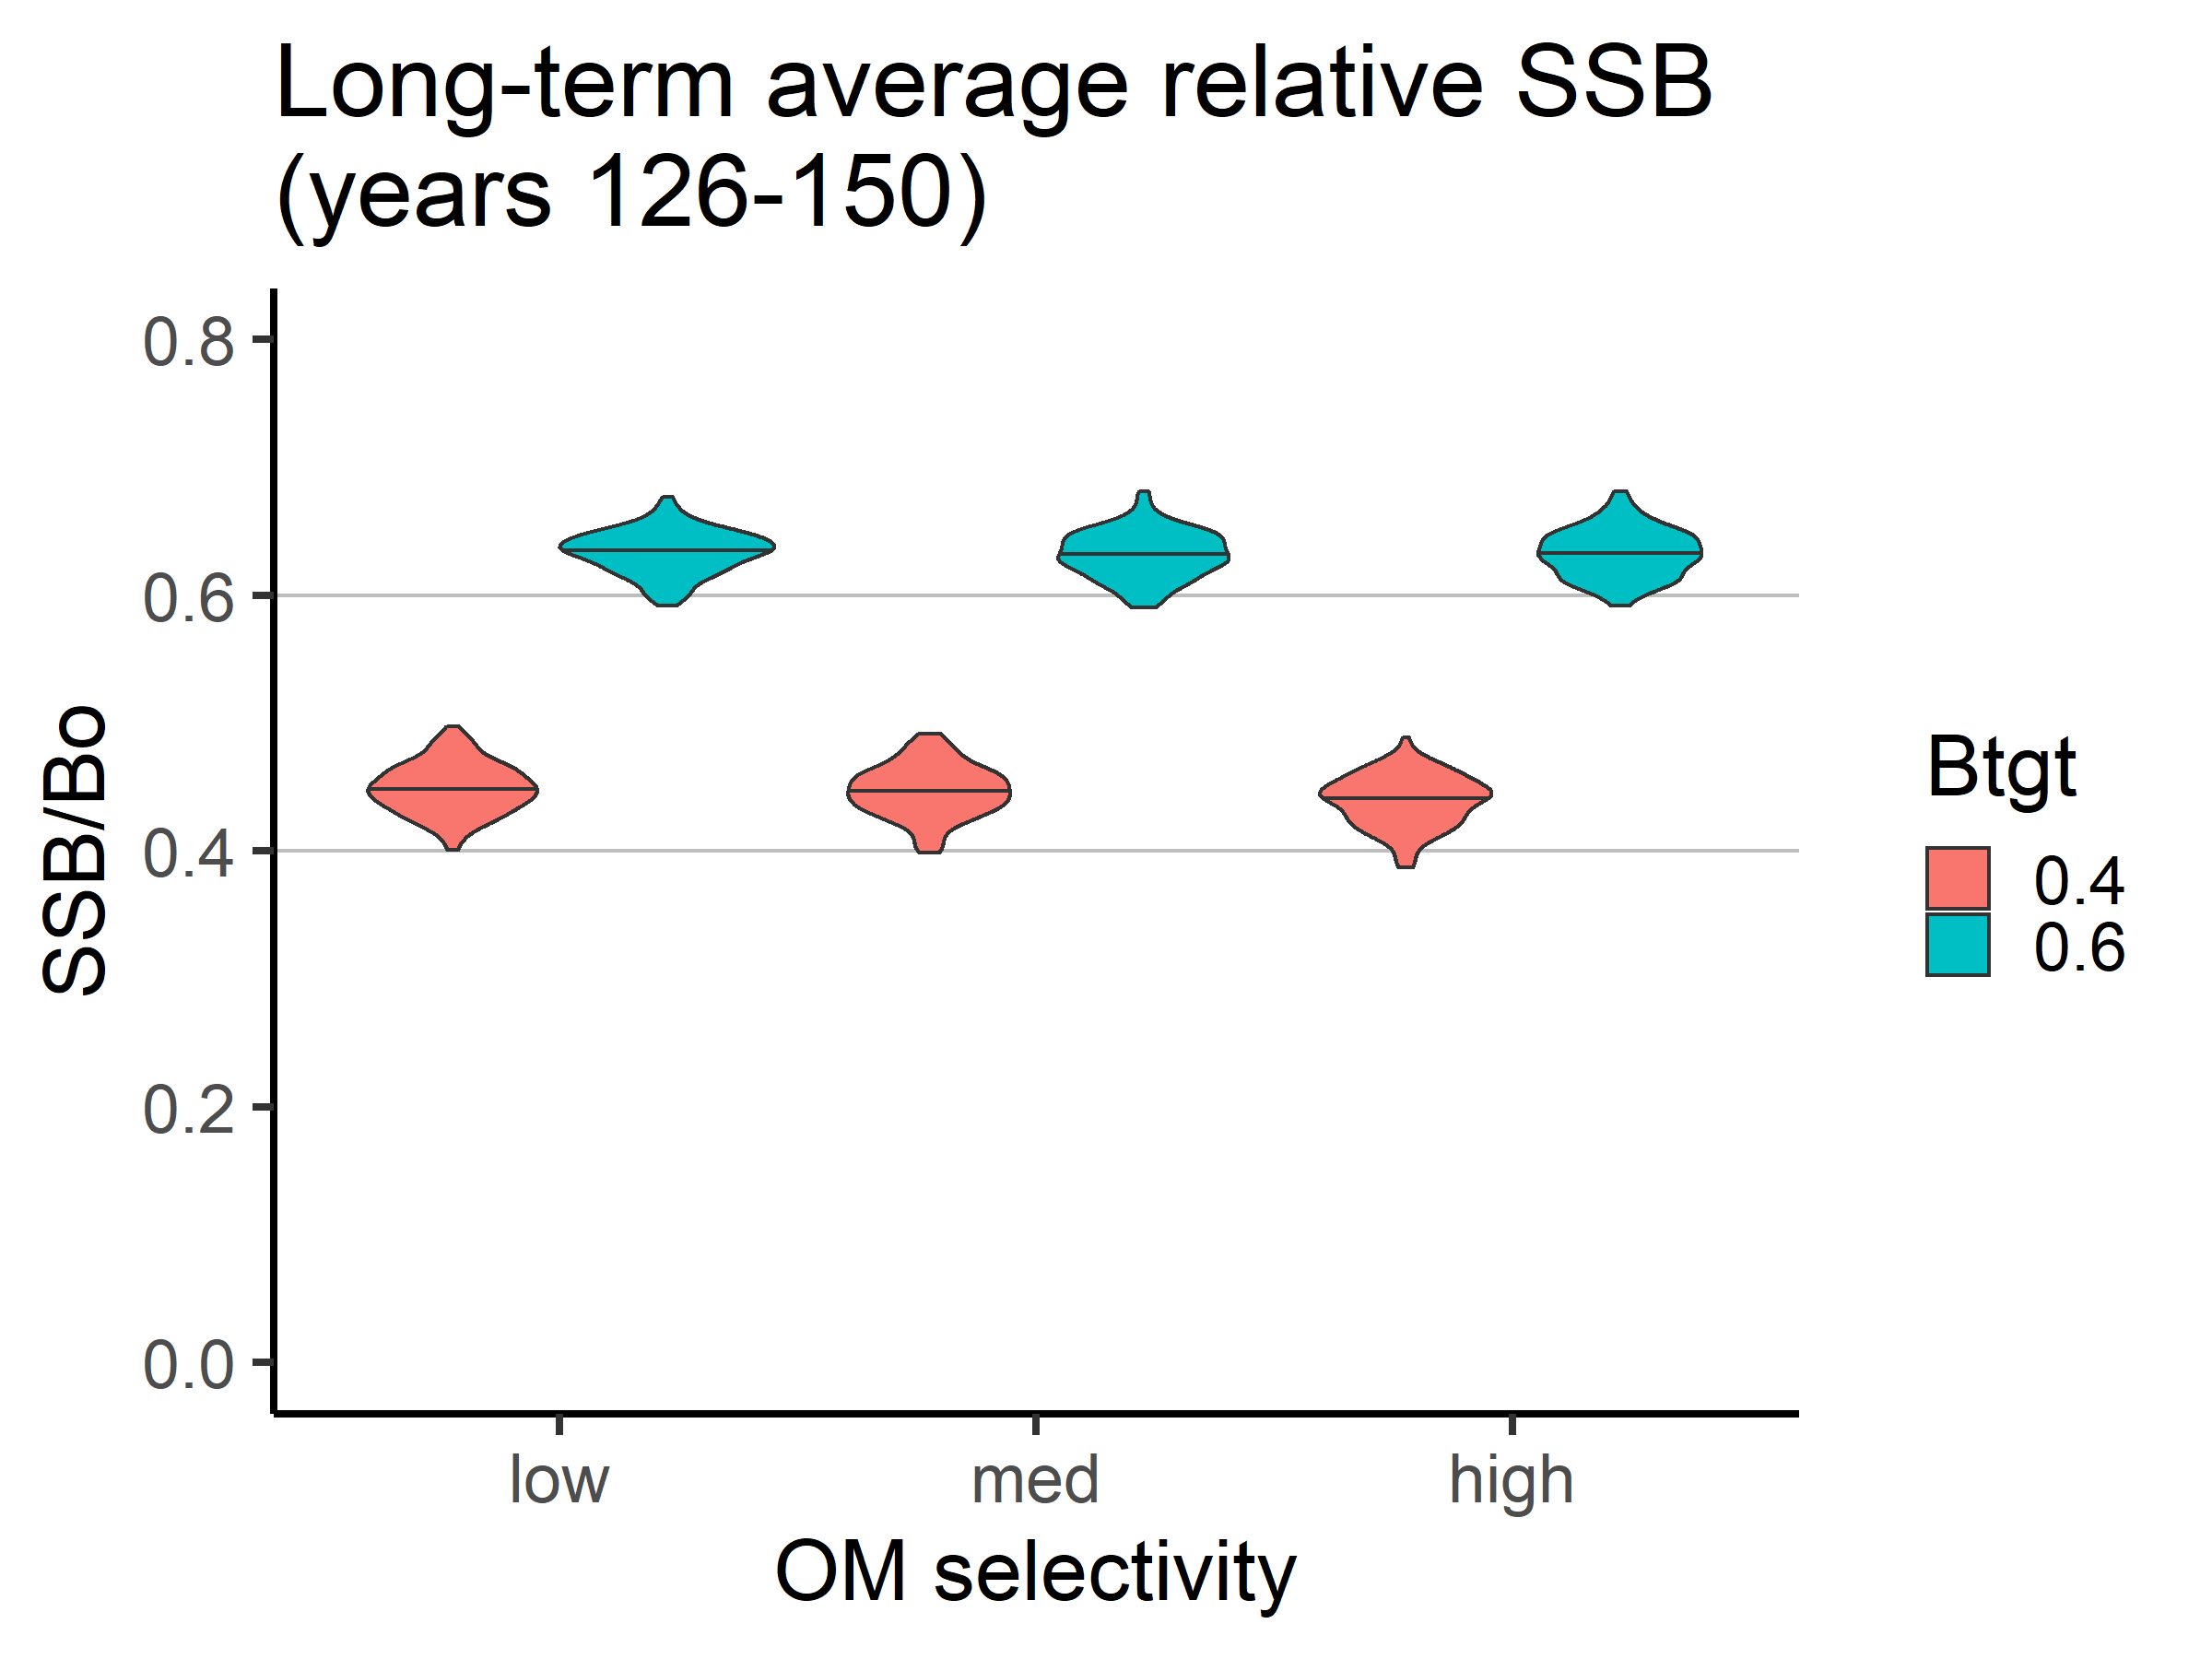 Long-term average relative SSB
(years 126-150)
0.8
0.6
0.4
0.2
0.0
SSB/Bo
low med high
OM selectivity
Btgt
0.4
0.6